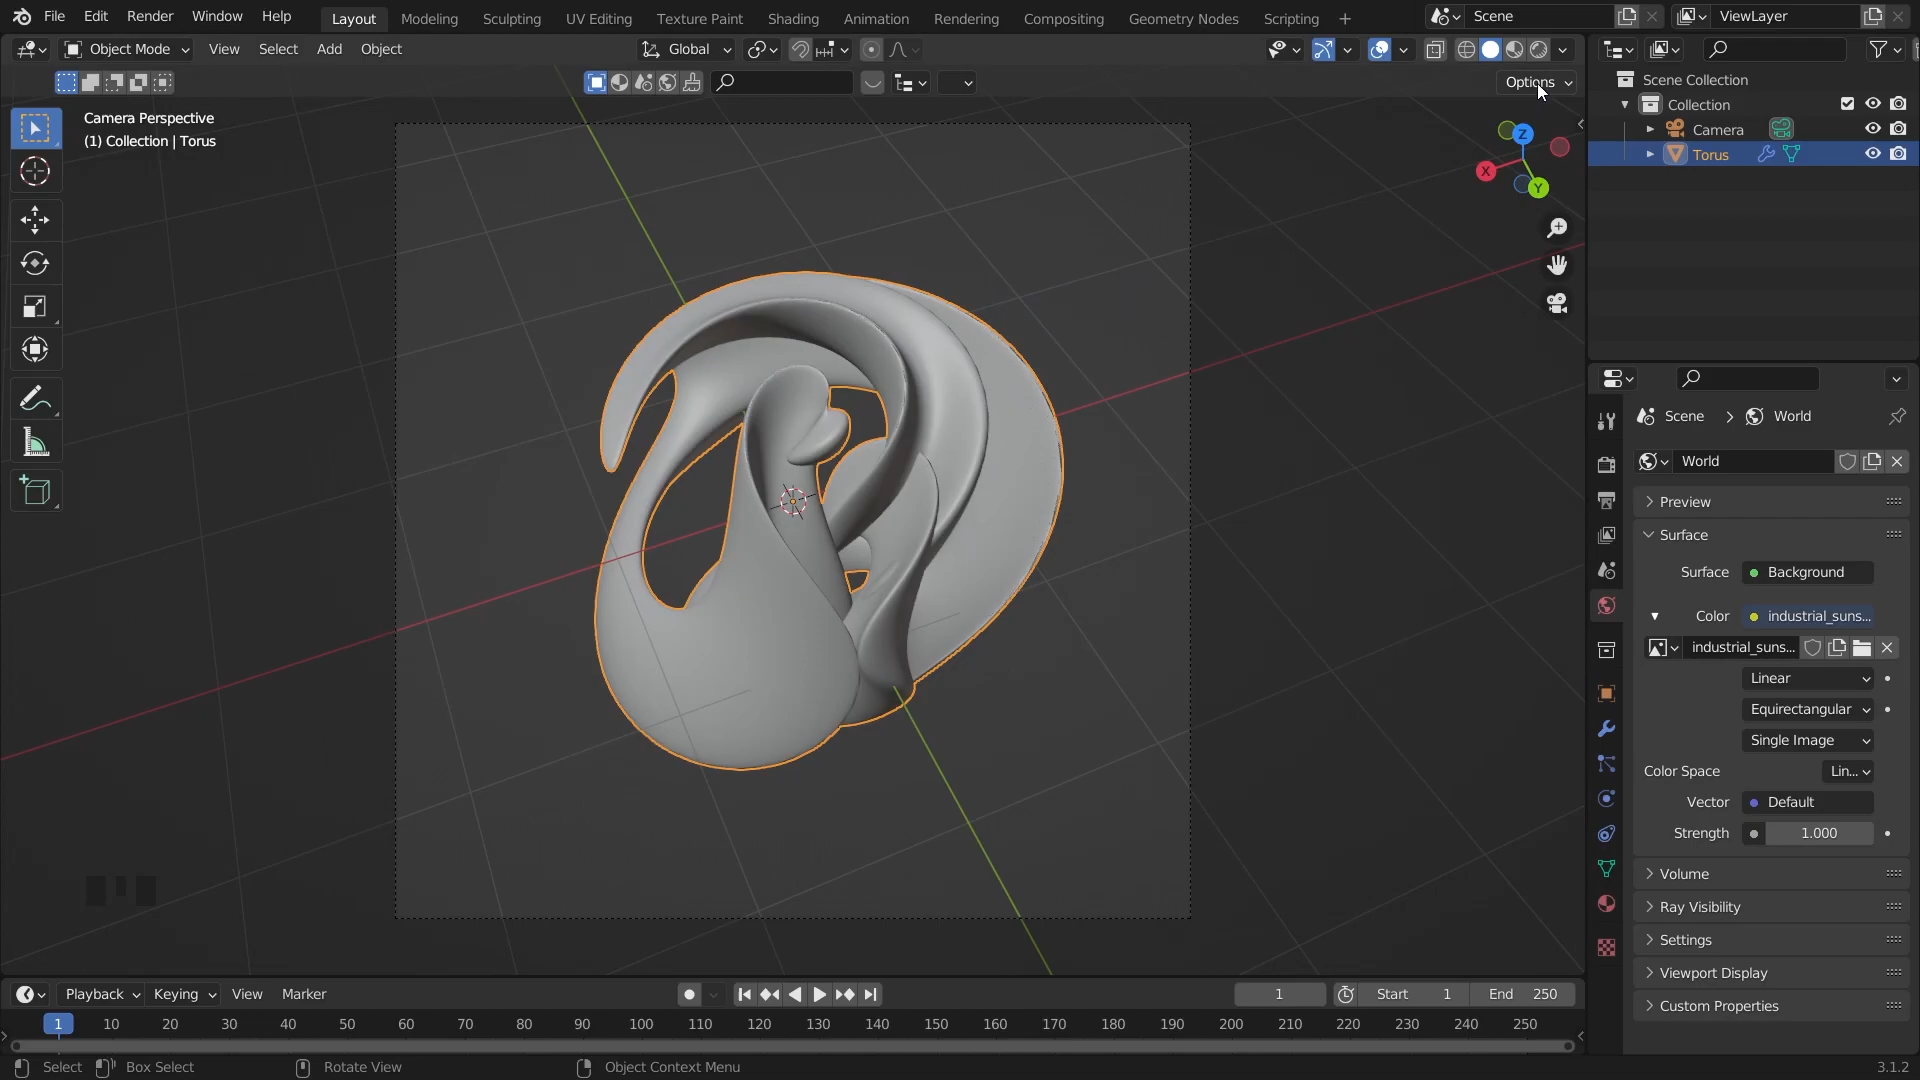 File Edit Render Window Help Layout Modeling Sculpting UV Editing Texture Paint Shading Animation Rendering Compositing Geometry Nodes Scripting Scene ViewLayer
Object Mode View Select Add Object Global
Options
Camera Perspective
(1) Collection | Torus
Z
X
Y
Scene Collection
Collection
Camera
Torus
Scene World
World
Preview
Surface
Surface Background
Color industrial_suns...
industrial_suns...
Linear
Equirectangular
Single Image
Color Space Lin...
Vector Default
Strength 1.000
Volume
Ray Visibility
Settings
Viewport Display
Custom Properties
Playback Keying View Marker 1 Start 1 End 250
1 10 20 30 40 50 60 70 80 90 100 110 120 130 140 150 160 170 180 190 200 210 220 230 240 250
Select Box Select Rotate View Object Context Menu 3.1.2